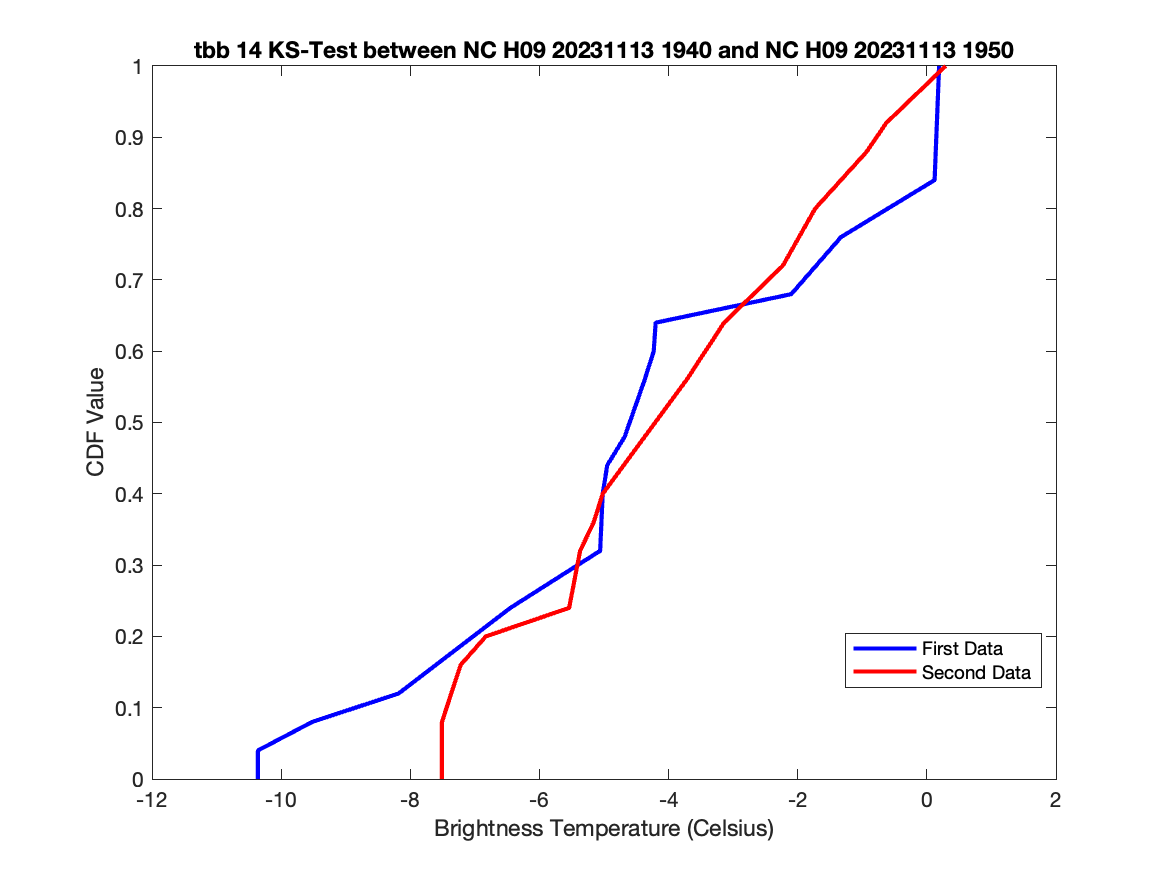 tbb 14 KS-Test between NC H09 20231113 1940 and NC H09 20231113 1950
1
0.9
0.8
0.7
0.6
0.5
0.4
0.3
0.2
0.1
0
CDF Value
First Data
Second Data
-12 -10 -8 -6 -4 -2 0 2
Brightness Temperature (Celsius)